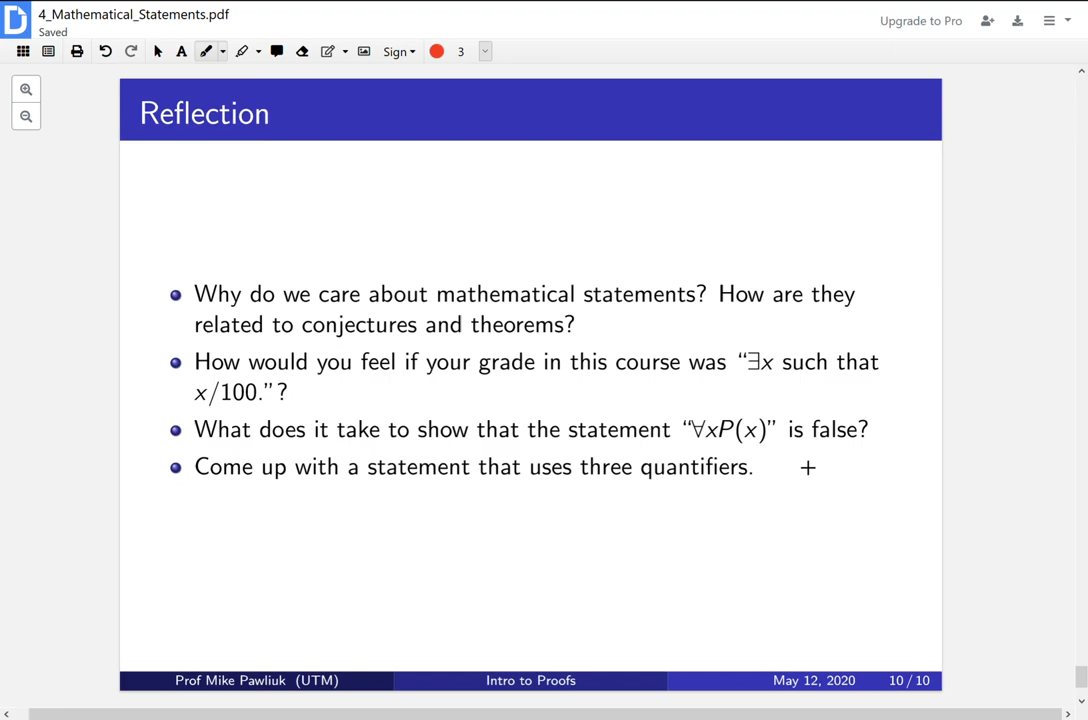 4_Mathematical_Statements.pdf
Saved
Upgrade to Pro
A
Sign
3
Reflection
Why do we care about mathematical statements? How are they
related to conjectures and theorems?
How would you feel if your grade in this course was “∃x such that
x/100.”?
What does it take to show that the statement “∀xP(x)” is false?
Come up with a statement that uses three quantifiers.
Prof Mike Pawliuk (UTM) Intro to Proofs May 12, 2020 10 / 10